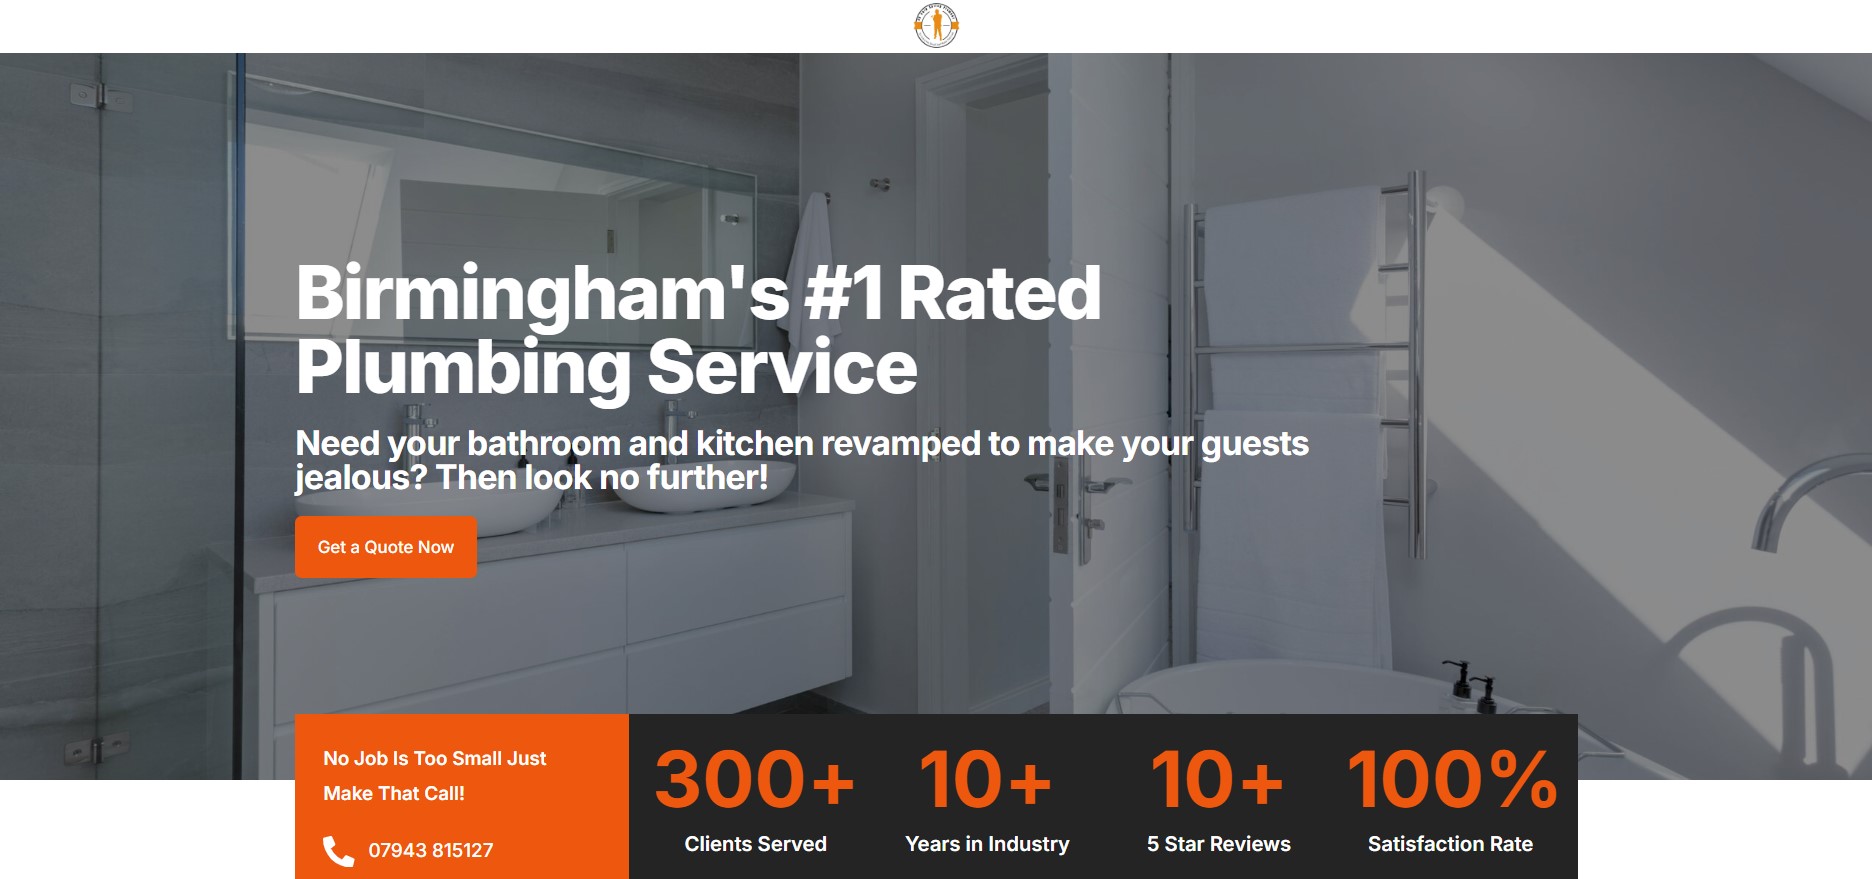 Birmingham's #1 Rated
Plumbing Service
Need your bathroom and kitchen revamped to make your guests
jealous? Then look no further!
Get a Quote Now
No Job Is Too Small Just
Make That Call!
07943 815127
300+
Clients Served
10+
Years in Industry
10+
5 Star Reviews
100%
Satisfaction Rate